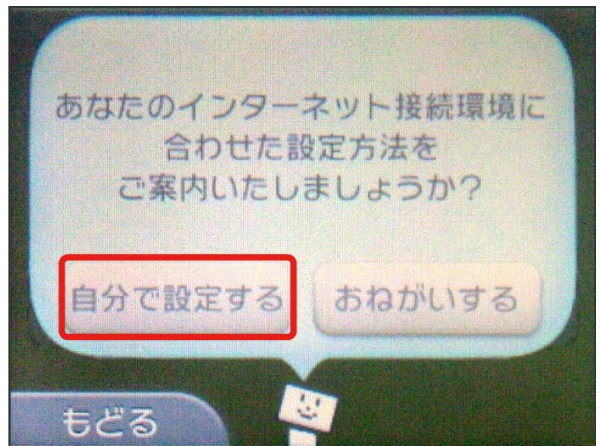 あなたのインターネット接続環境に
合わせた設定方法を
ご案内いたしましょうか?
自分で設定する
おねがいする
もどる